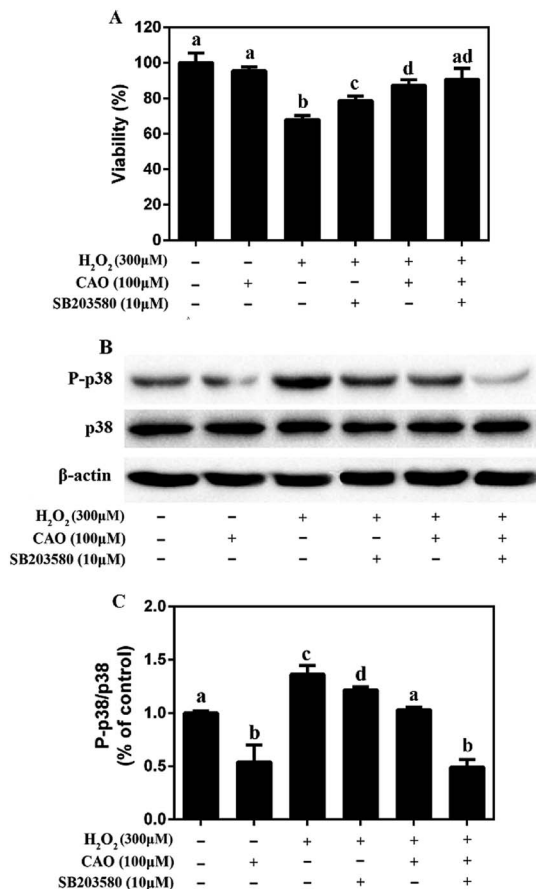 A
120
a
a
ad
100
d
c
80
b
60
40
20
0
Viability (%)
H₂O₂ (300μM) – – + + + +
CAO (100μM) – + – – + +
SB203580 (10μM) – – – + – +
B
P-p38
p38
β-actin
H₂O₂ (300μM) – – + + + +
CAO (100μM) – + – – + +
SB203580 (10μM) – – – + – +
C
2.0
c
1.5
d
a
a
1.0
b
b
0.5
0.0
P-p38/p38
(% of control)
H₂O₂ (300μM) – – + + + +
CAO (100μM) – + – – + +
SB203580 (10μM) – – – + – +